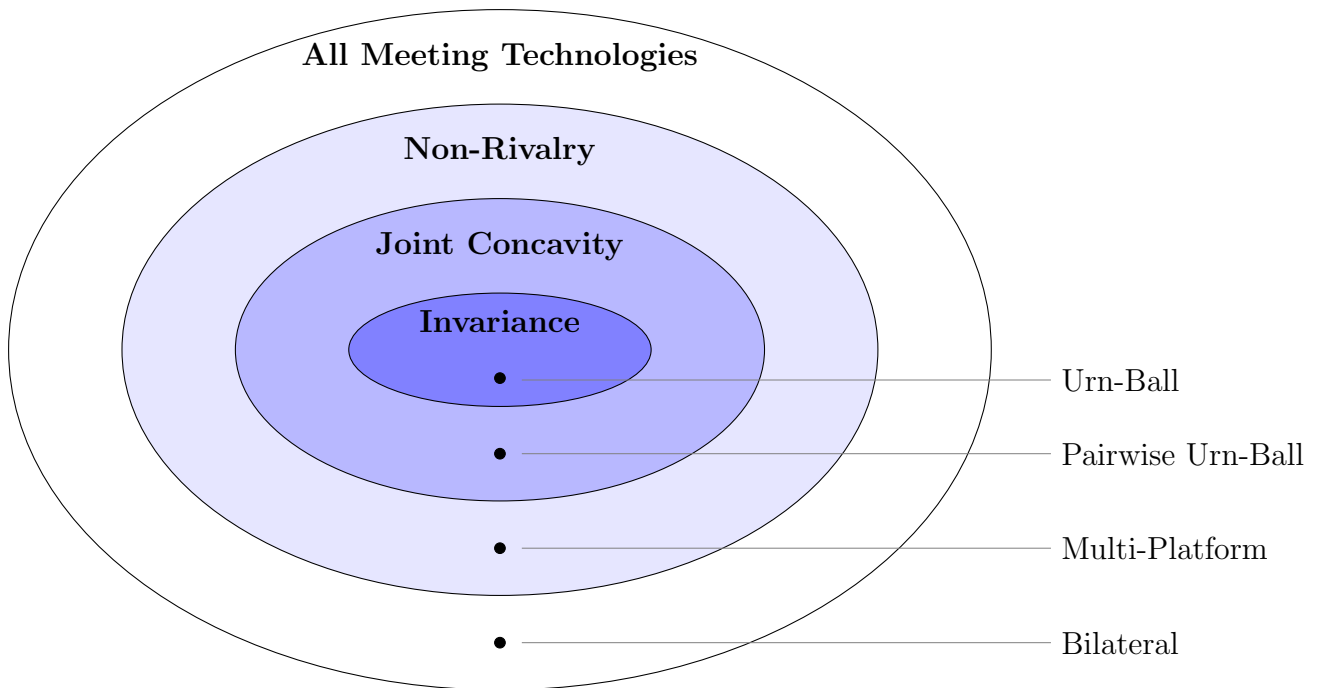 All Meeting Technologies
Non-Rivalry
Joint Concavity
Invariance
Urn-Ball
Pairwise Urn-Ball
Multi-Platform
Bilateral